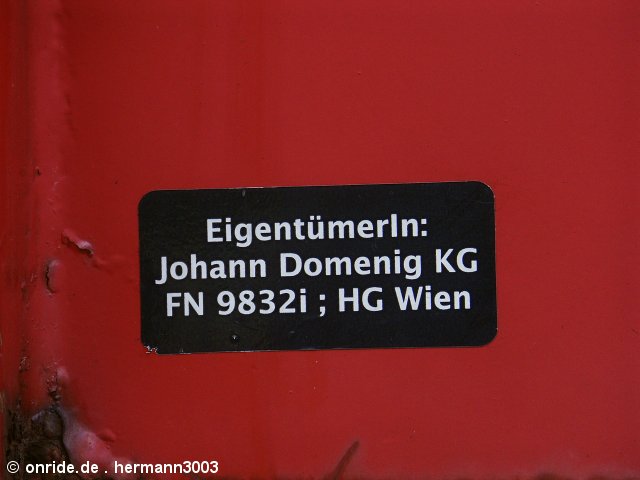 EigentümerIn:
Johann Domenig KG
FN 9832i ; HG Wien
© onride.de . hermann3003